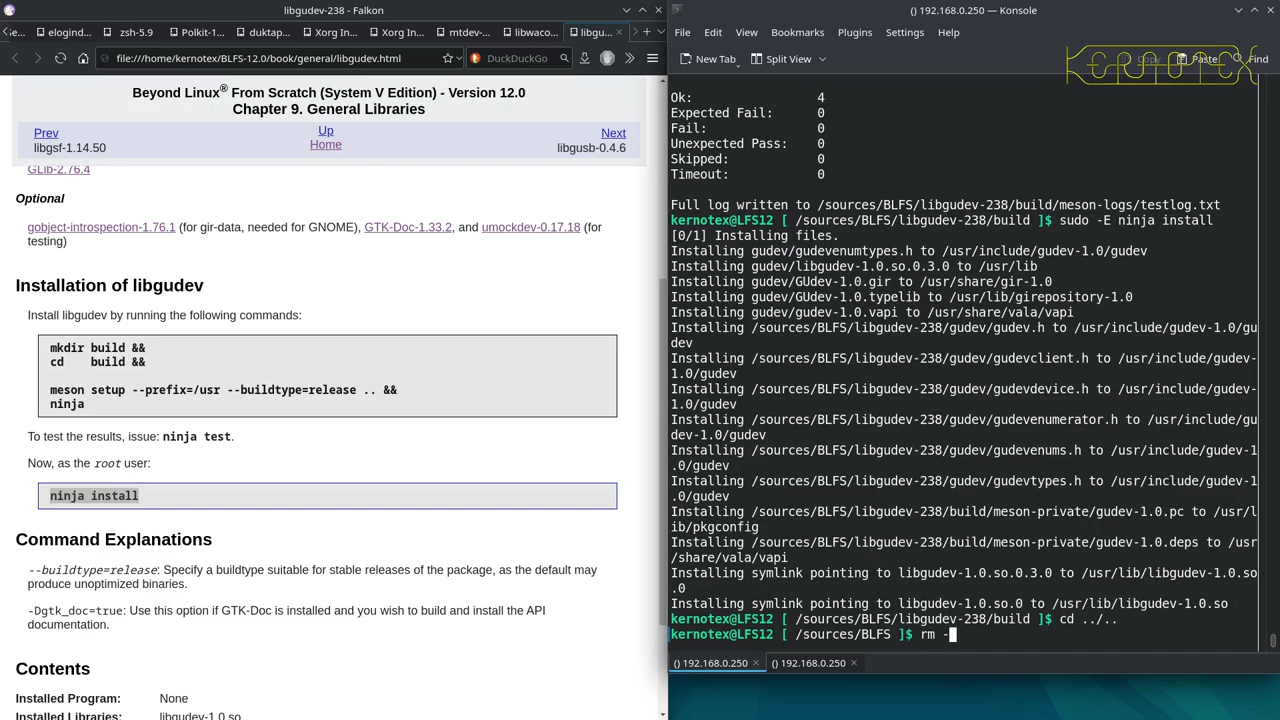 libgudev-238 - Falkon
elogind...
zsh-5.9
Polkit-1...
duktap...
Xorg In...
Xorg In...
mtdev-...
libwaco...
libgu...
file:///home/kernotex/BLFS-12.0/book/general/libgudev.html
DuckDuckGo
Beyond Linux® From Scratch (System V Edition) - Version 12.0
Chapter 9. General Libraries
Prev Up Next
libgsf-1.14.50 Home libgusb-0.4.6
GLib-2.76.4
Optional
gobject-introspection-1.76.1 (for gir-data, needed for GNOME), GTK-Doc-1.33.2, and umockdev-0.17.18 (for
testing)
Installation of libgudev
Install libgudev by running the following commands:
mkdir build &&
cd    build &&
meson setup --prefix=/usr --buildtype=release .. &&
ninja
To test the results, issue: ninja test.
Now, as the root user:
ninja install
Command Explanations
--buildtype=release: Specify a buildtype suitable for stable releases of the package, as the default may
produce unoptimized binaries.
-Dgtk_doc=true: Use this option if GTK-Doc is installed and you wish to build and install the API
documentation.
Contents
Installed Program: None
Installed Libraries: libgudev-1.0.so
() 192.168.0.250 — Konsole
File Edit View Bookmarks Plugins Settings Help
New Tab Split View Copy Paste Find
KERNOTEX
Ok:                 4
Expected Fail:      0
Fail:               0
Unexpected Pass:    0
Skipped:            0
Timeout:            0
Full log written to /sources/BLFS/libgudev-238/build/meson-logs/testlog.txt
kernotex@LFS12 [ /sources/BLFS/libgudev-238/build ]$ sudo -E ninja install
[0/1] Installing files.
Installing gudev/gudevenumtypes.h to /usr/include/gudev-1.0/gudev
Installing gudev/libgudev-1.0.so.0.3.0 to /usr/lib
Installing gudev/GUdev-1.0.gir to /usr/share/gir-1.0
Installing gudev/GUdev-1.0.typelib to /usr/lib/girepository-1.0
Installing gudev/gudev-1.0.vapi to /usr/share/vala/vapi
Installing /sources/BLFS/libgudev-238/gudev/gudev.h to /usr/include/gudev-1.0/gu
dev
Installing /sources/BLFS/libgudev-238/gudev/gudevclient.h to /usr/include/gudev-
1.0/gudev
Installing /sources/BLFS/libgudev-238/gudev/gudevdevice.h to /usr/include/gudev-
1.0/gudev
Installing /sources/BLFS/libgudev-238/gudev/gudevenumerator.h to /usr/include/gu
dev-1.0/gudev
Installing /sources/BLFS/libgudev-238/gudev/gudevenums.h to /usr/include/gudev-1
.0/gudev
Installing /sources/BLFS/libgudev-238/gudev/gudevtypes.h to /usr/include/gudev-1
.0/gudev
Installing /sources/BLFS/libgudev-238/build/meson-private/gudev-1.0.pc to /usr/l
ib/pkgconfig
Installing /sources/BLFS/libgudev-238/build/meson-private/gudev-1.0.deps to /usr
/share/vala/vapi
Installing symlink pointing to libgudev-1.0.so.0.3.0 to /usr/lib/libgudev-1.0.so
.0
Installing symlink pointing to libgudev-1.0.so.0 to /usr/lib/libgudev-1.0.so
kernotex@LFS12 [ /sources/BLFS/libgudev-238/build ]$ cd ../..
kernotex@LFS12 [ /sources/BLFS ]$ rm -
() 192.168.0.250
() 192.168.0.250